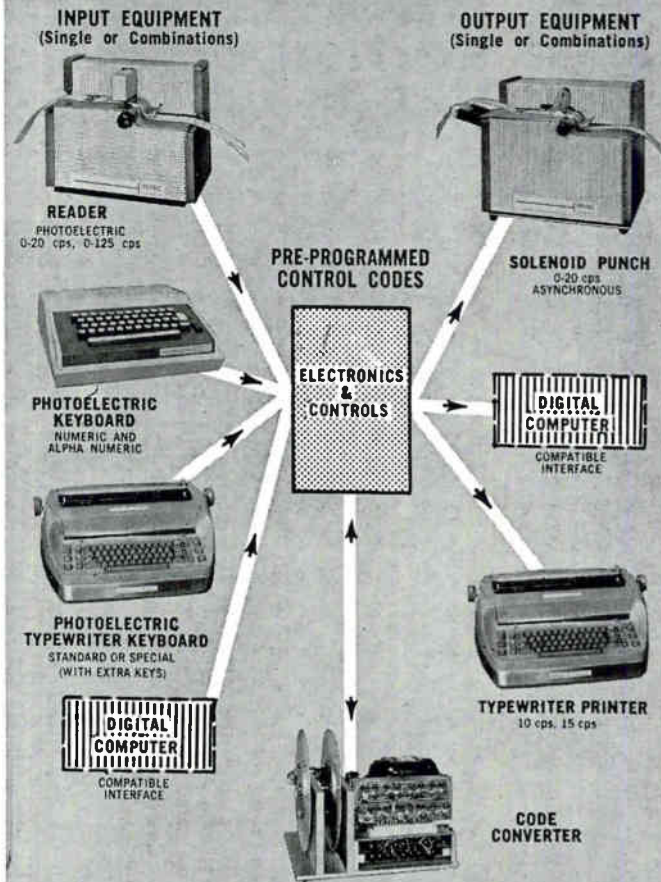 INPUT EQUIPMENT
(Single or Combinations)
OUTPUT EQUIPMENT
(Single or Combinations)
READER
PHOTOELECTRIC
0-20 cps, 0-125 cps
SOLENOID PUNCH
0-20 cps
ASYNCHRONOUS
PRE-PROGRAMMED
CONTROL CODES
ELECTRONICS
&
CONTROLS
PHOTOELECTRIC
KEYBOARD
NUMERIC AND
ALPHA NUMERIC
DIGITAL
COMPUTER
COMPATIBLE
INTERFACE
PHOTOELECTRIC
TYPEWRITER KEYBOARD
STANDARD OR SPECIAL
(WITH EXTRA KEYS)
TYPEWRITER PRINTER
10 cps, 15 cps
DIGITAL
COMPUTER
COMPATIBLE
INTERFACE
CODE
CONVERTER